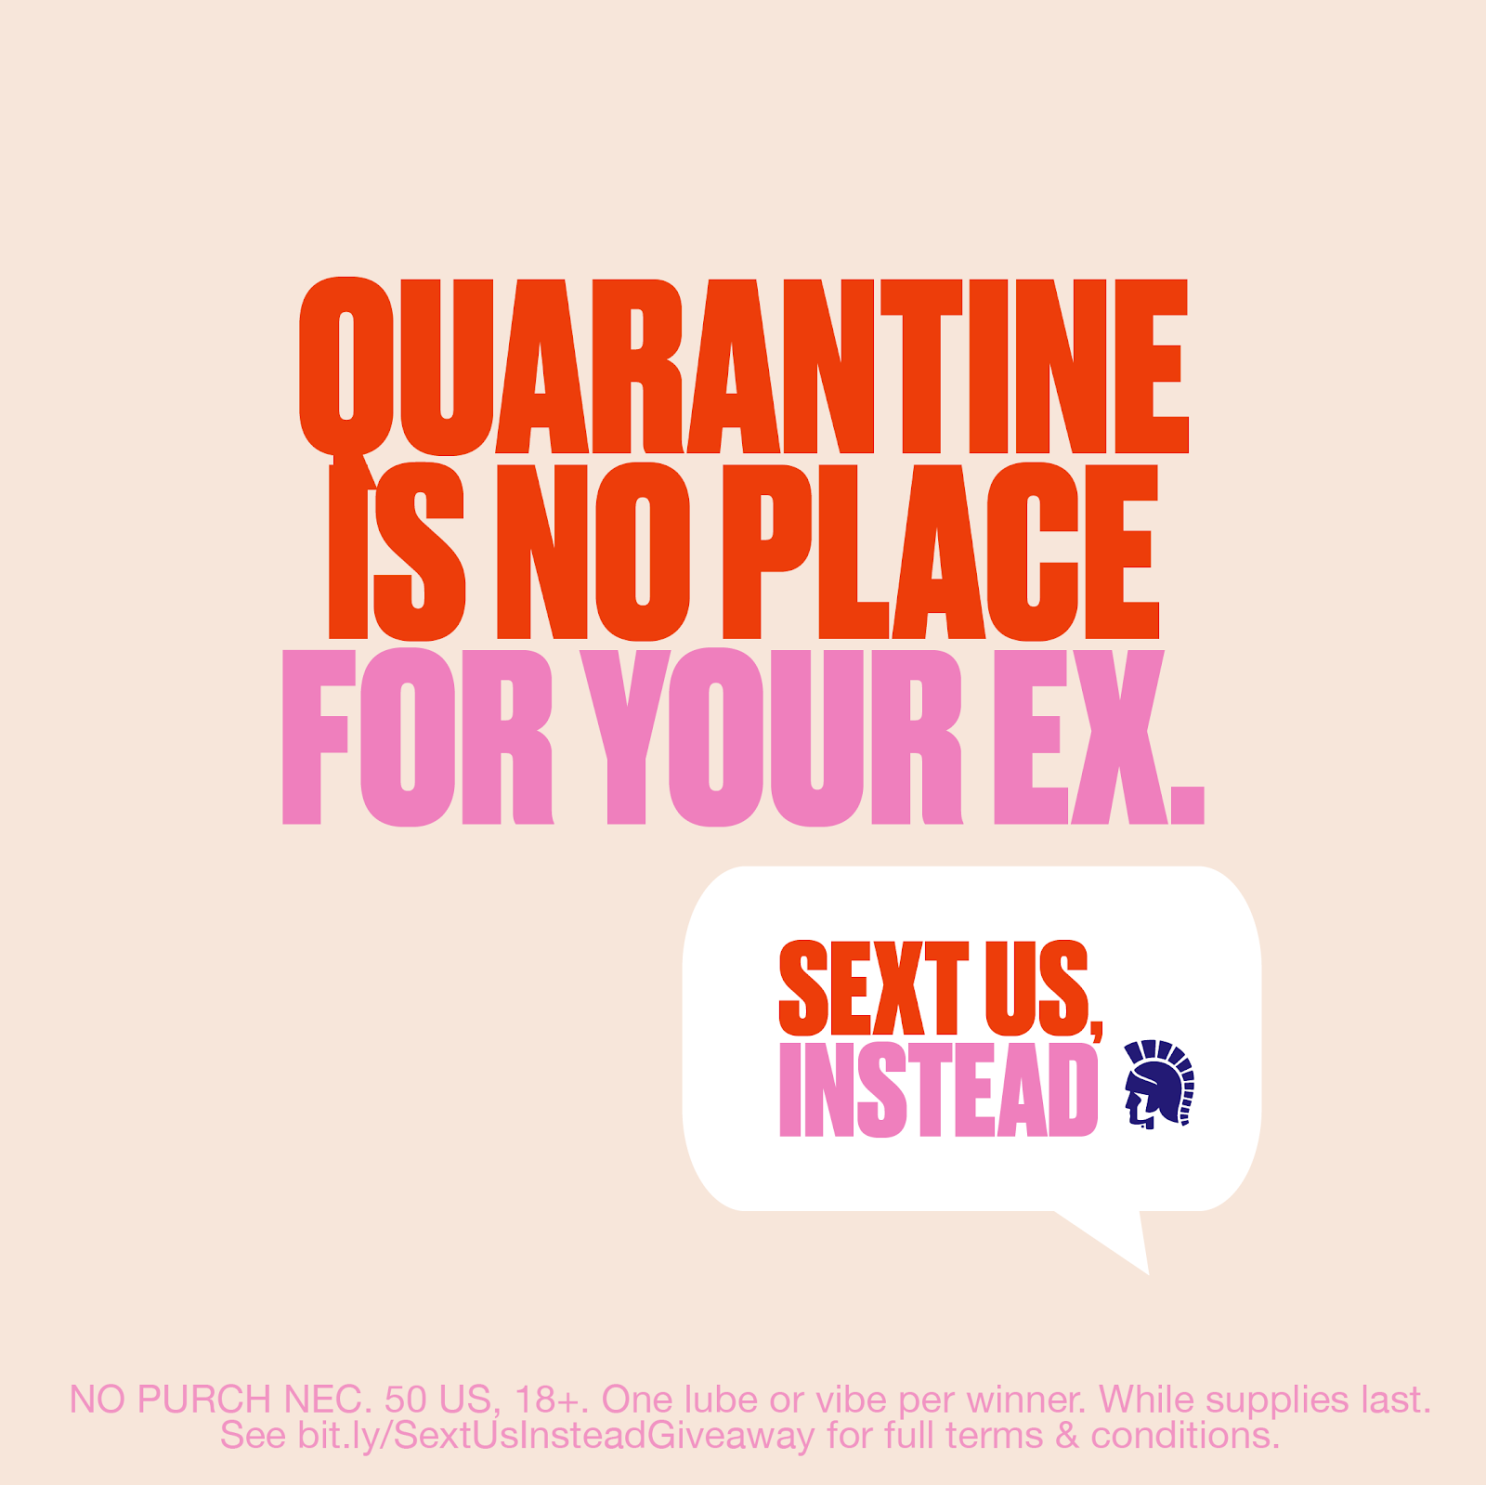 QUARANTINE
IS NO PLACE
FOR YOUR EX.
SEXT US,
INSTEAD
NO PURCH NEC. 50 US, 18+. One lube or vibe per winner. While supplies last.
See bit.ly/SextUsInsteadGiveaway for full terms & conditions.